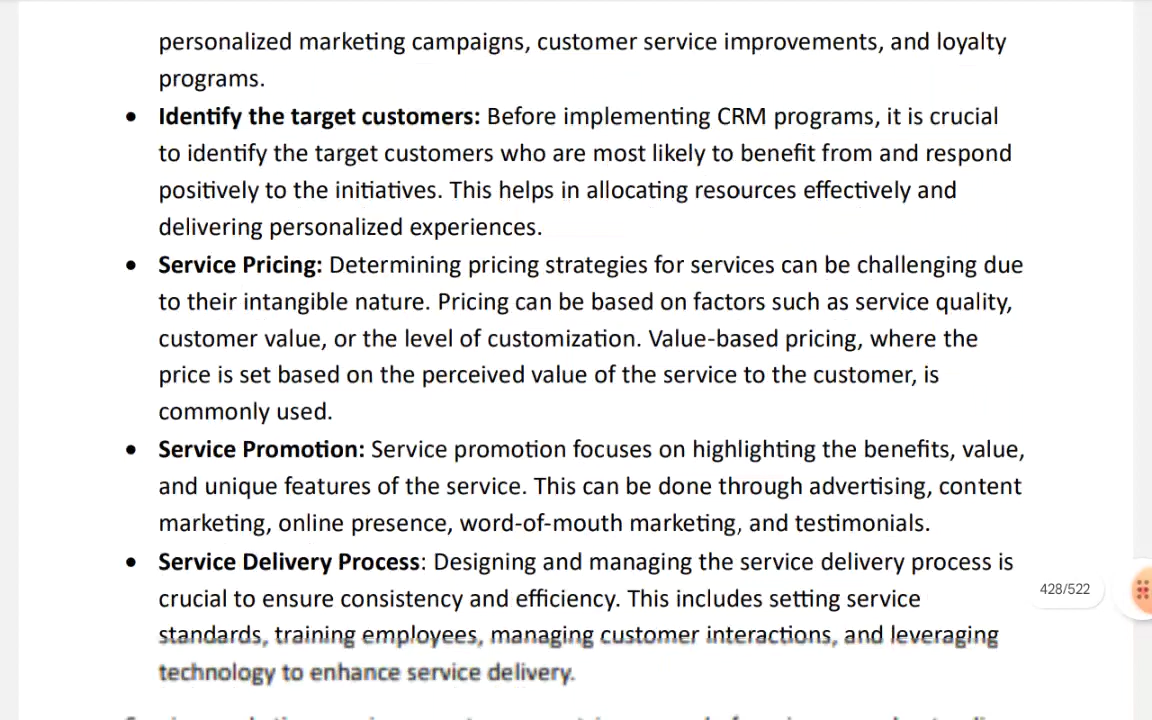 personalized marketing campaigns, customer service improvements, and loyalty
programs.
• Identify the target customers: Before implementing CRM programs, it is crucial
to identify the target customers who are most likely to benefit from and respond
positively to the initiatives. This helps in allocating resources effectively and
delivering personalized experiences.
• Service Pricing: Determining pricing strategies for services can be challenging due
to their intangible nature. Pricing can be based on factors such as service quality,
customer value, or the level of customization. Value-based pricing, where the
price is set based on the perceived value of the service to the customer, is
commonly used.
• Service Promotion: Service promotion focuses on highlighting the benefits, value,
and unique features of the service. This can be done through advertising, content
marketing, online presence, word-of-mouth marketing, and testimonials.
• Service Delivery Process: Designing and managing the service delivery process is
crucial to ensure consistency and efficiency. This includes setting service
428/522
standards, training employees, managing customer interactions, and leveraging
technology to enhance service delivery.